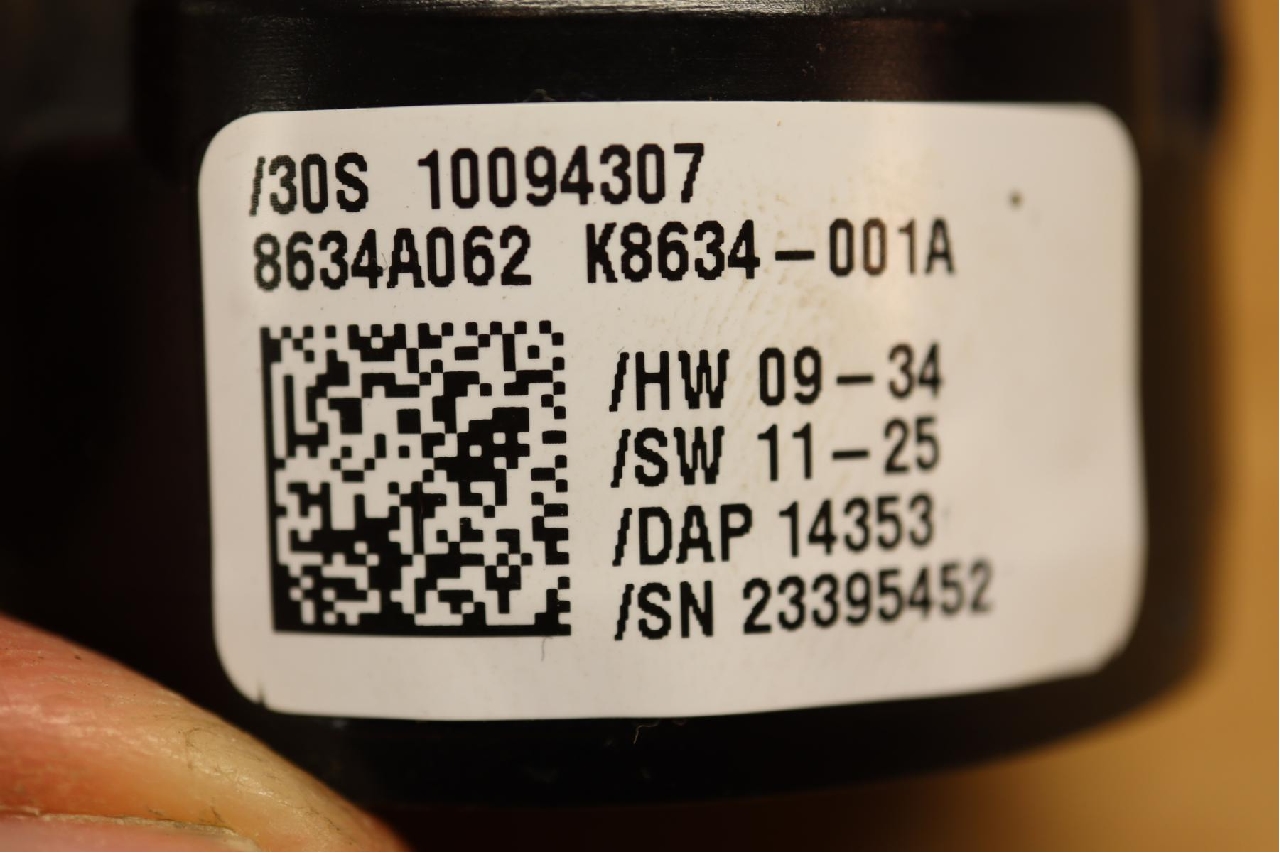 /30S 10094307
8634A062 K8634-001A
/HW 09-34
/SW 11-25
/DAP 14353
/SN 23395452